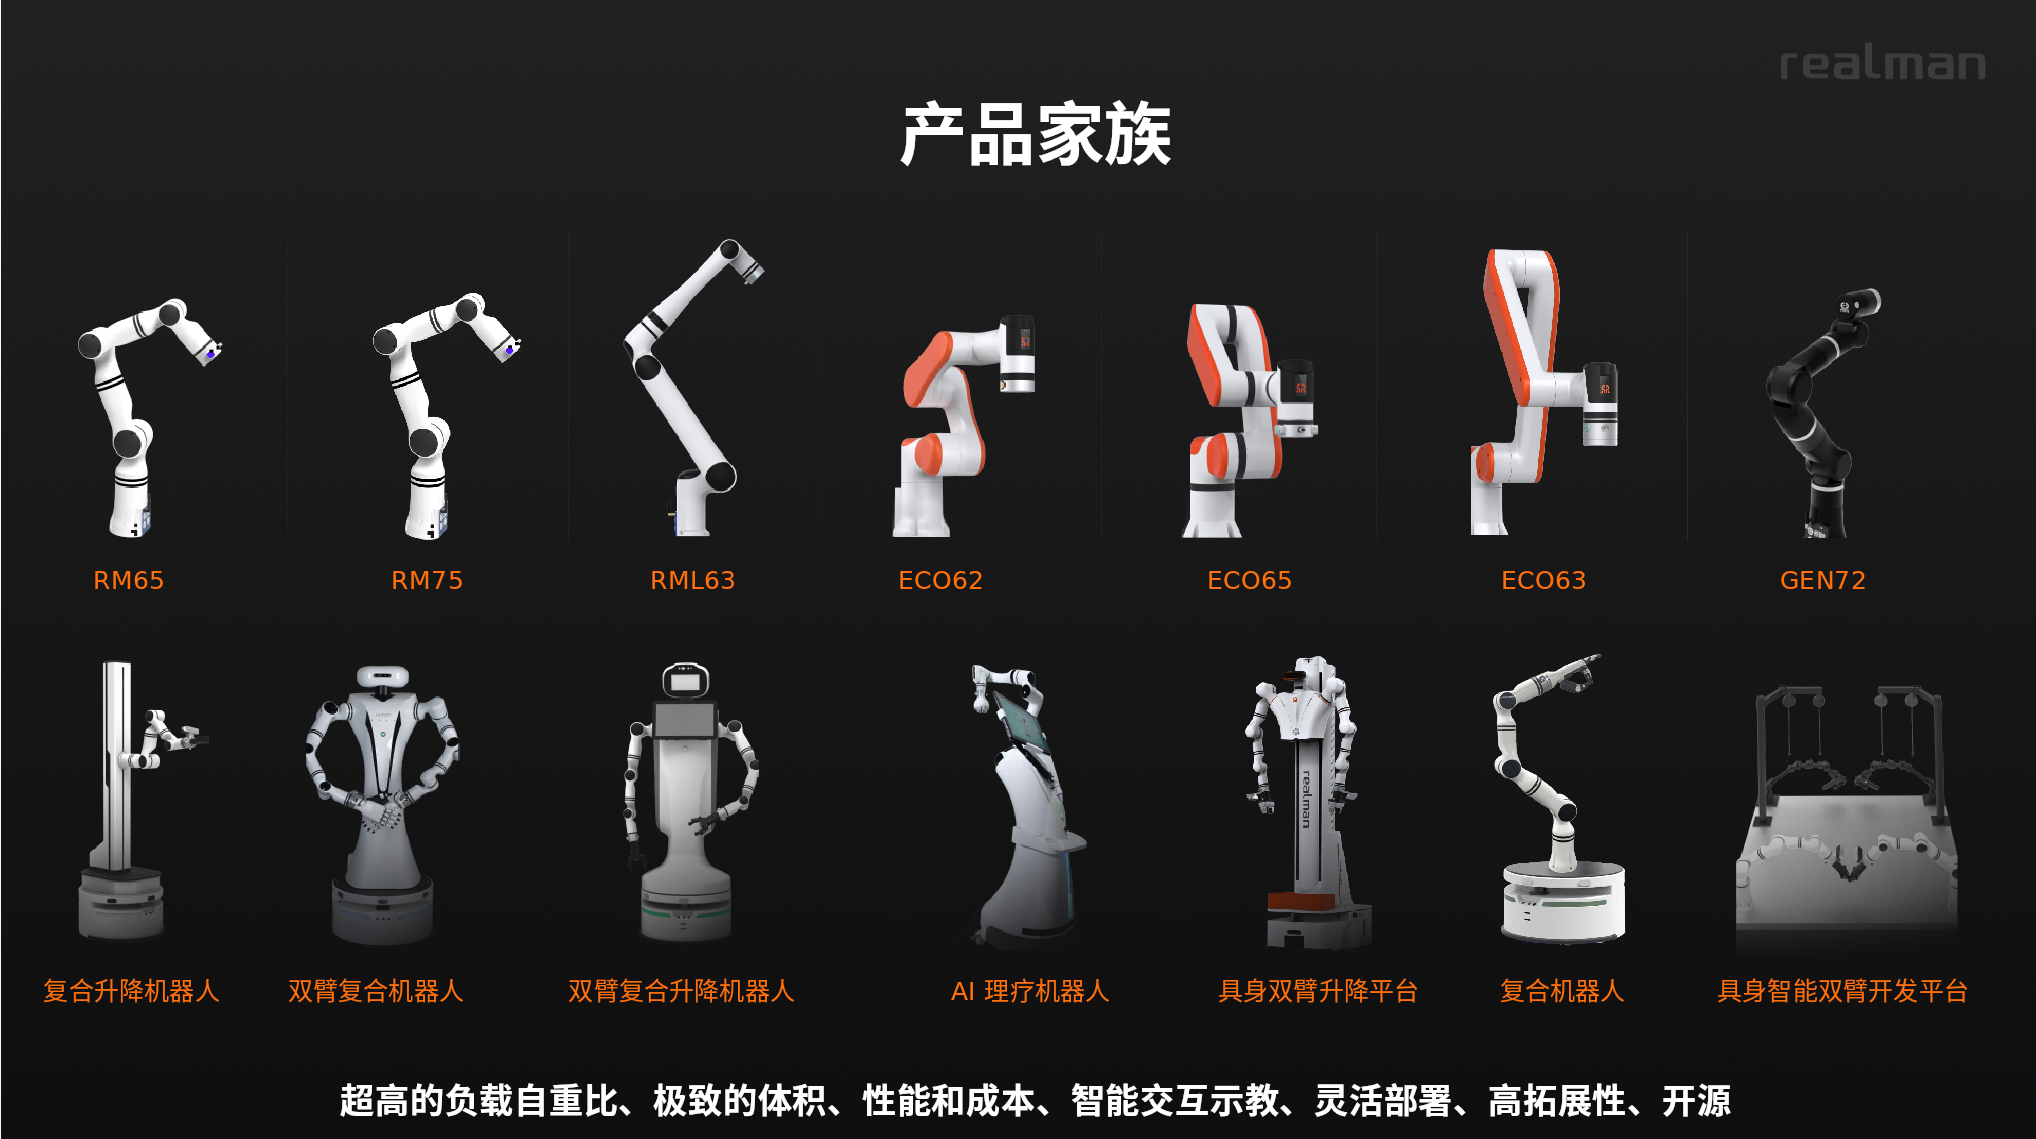 realman
产品家族
RM65
RM75
RML63
ECO62
ECO65
ECO63
GEN72
realman
复合升降机器人
双臂复合机器人
双臂复合升降机器人
AI 理疗机器人
具身双臂升降平台
复合机器人
具身智能双臂开发平台
超高的负载自重比、极致的体积、性能和成本、智能交互示教、灵活部署、高拓展性、开源